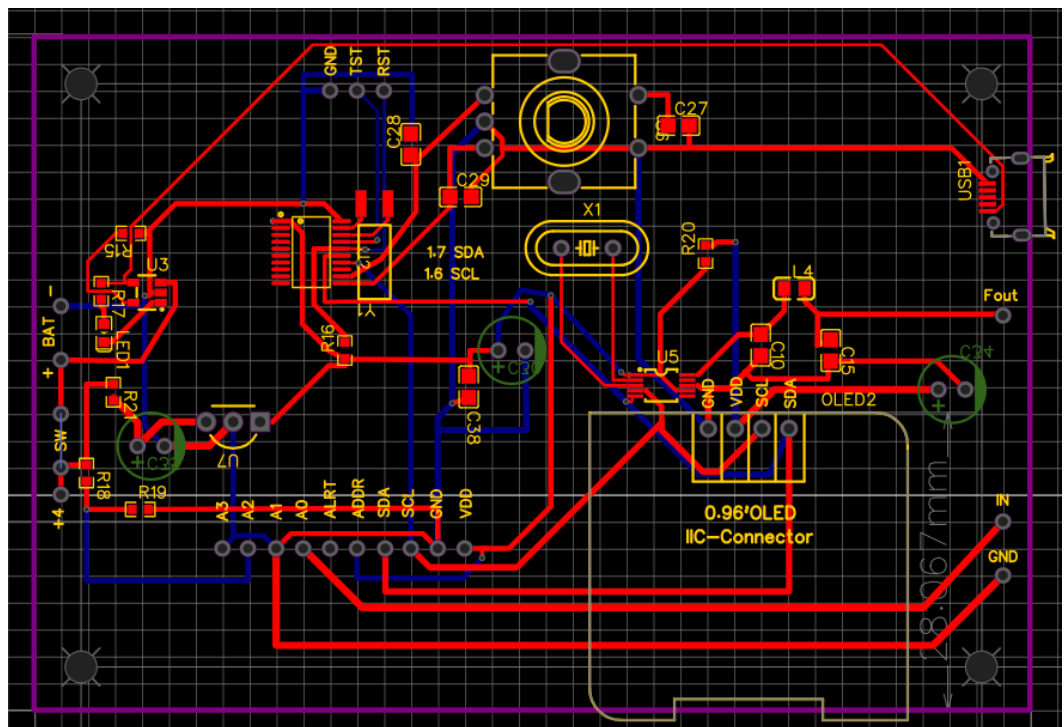 GND
TST
RST
C27
C28
C29
USB1
X1
R20
1.7 SDA
1.6 SCL
R15
U3
L4
Fout
R17
BAT
-
+
LED1
Y1
R16
C30
U5
C10
C15
C34
GND
VDD
SCL
SDA
OLED2
R21
C38
SW
U7
R18
R19
+4
A3
A2
A1
A0
ALRT
ADDR
SDA
SCL
GND
VDD
0.96'OLED
IIC-Connector
IN
GND
28.067mm